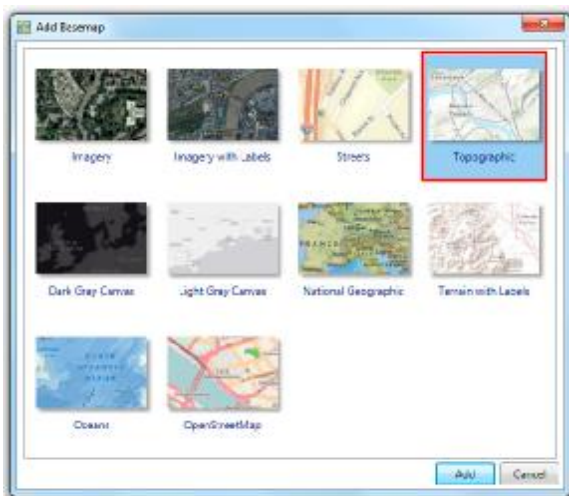 Add Basemap
Imagery
Imagery with Labels
Streets
Topographic
Dark Gray Canvas
Light Gray Canvas
National Geographic
Terrain with Labels
Oceans
OpenStreetMap
Add
Cancel